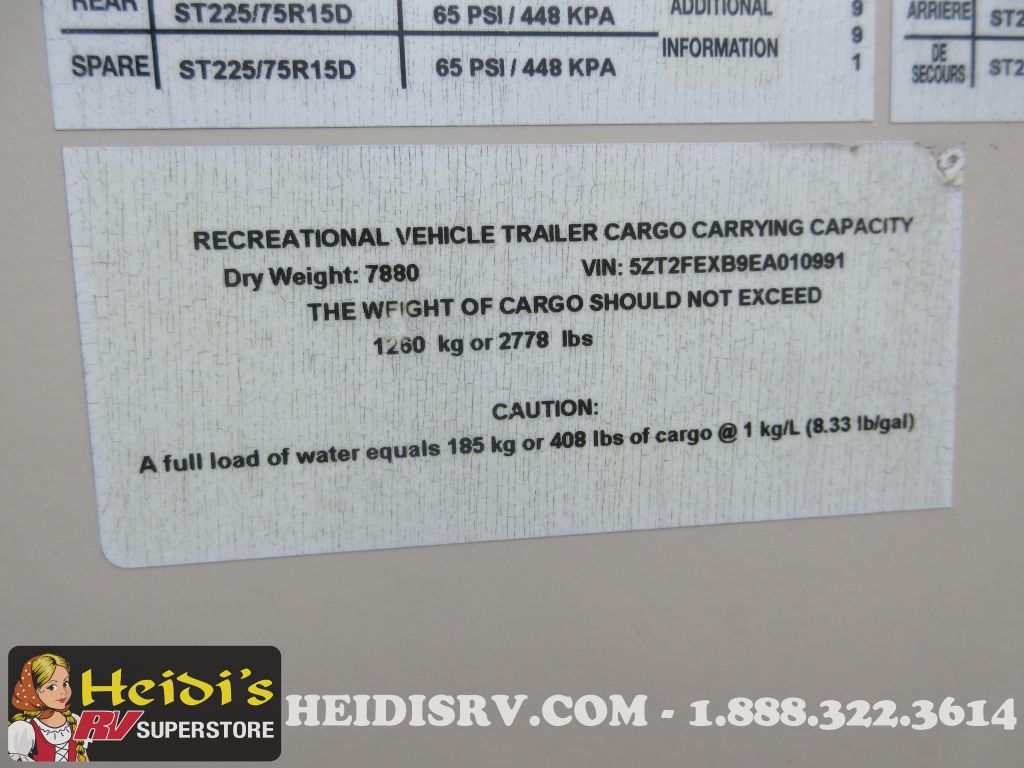 REAR ST225/75R15D 65 PSI / 448 KPA ADDITIONAL 9
9
SPARE ST225/75R15D 65 PSI / 448 KPA INFORMATION 1
ARRIERE ST2
DE
SECOURS ST2
RECREATIONAL VEHICLE TRAILER CARGO CARRYING CAPACITY
Dry Weight: 7880 VIN: 5ZT2FEXB9EA010991
THE WEIGHT OF CARGO SHOULD NOT EXCEED
1260 kg or 2778 lbs
CAUTION:
A full load of water equals 185 kg or 408 lbs of cargo @ 1 kg/L (8.33 lb/gal)
Heidi's
RV SUPERSTORE
HEIDISRV.COM - 1.888.322.3614